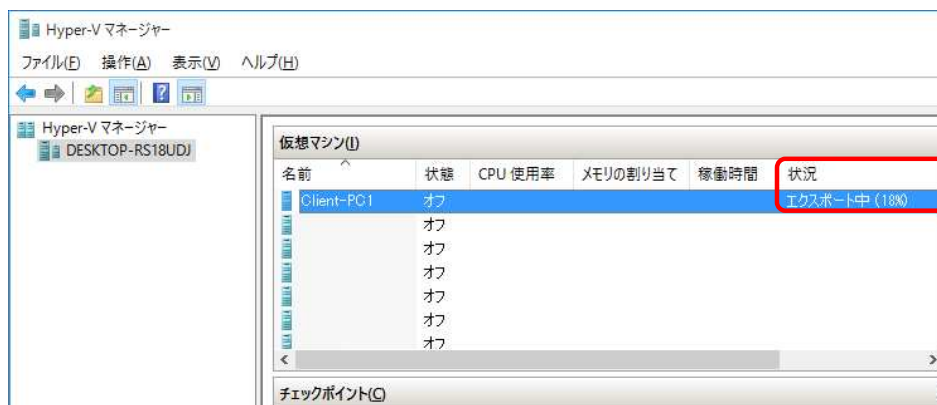 Hyper-V マネージャー
ファイル(F) 操作(A) 表示(V) ヘルプ(H)
Hyper-V マネージャー
DESKTOP-RS18UDJ
仮想マシン(I)
名前 状態 CPU 使用率 メモリの割り当て 稼働時間 状況
Client-PC1 オフ エクスポート中 (18%)
オフ
オフ
オフ
オフ
オフ
オフ
チェックポイント(C)